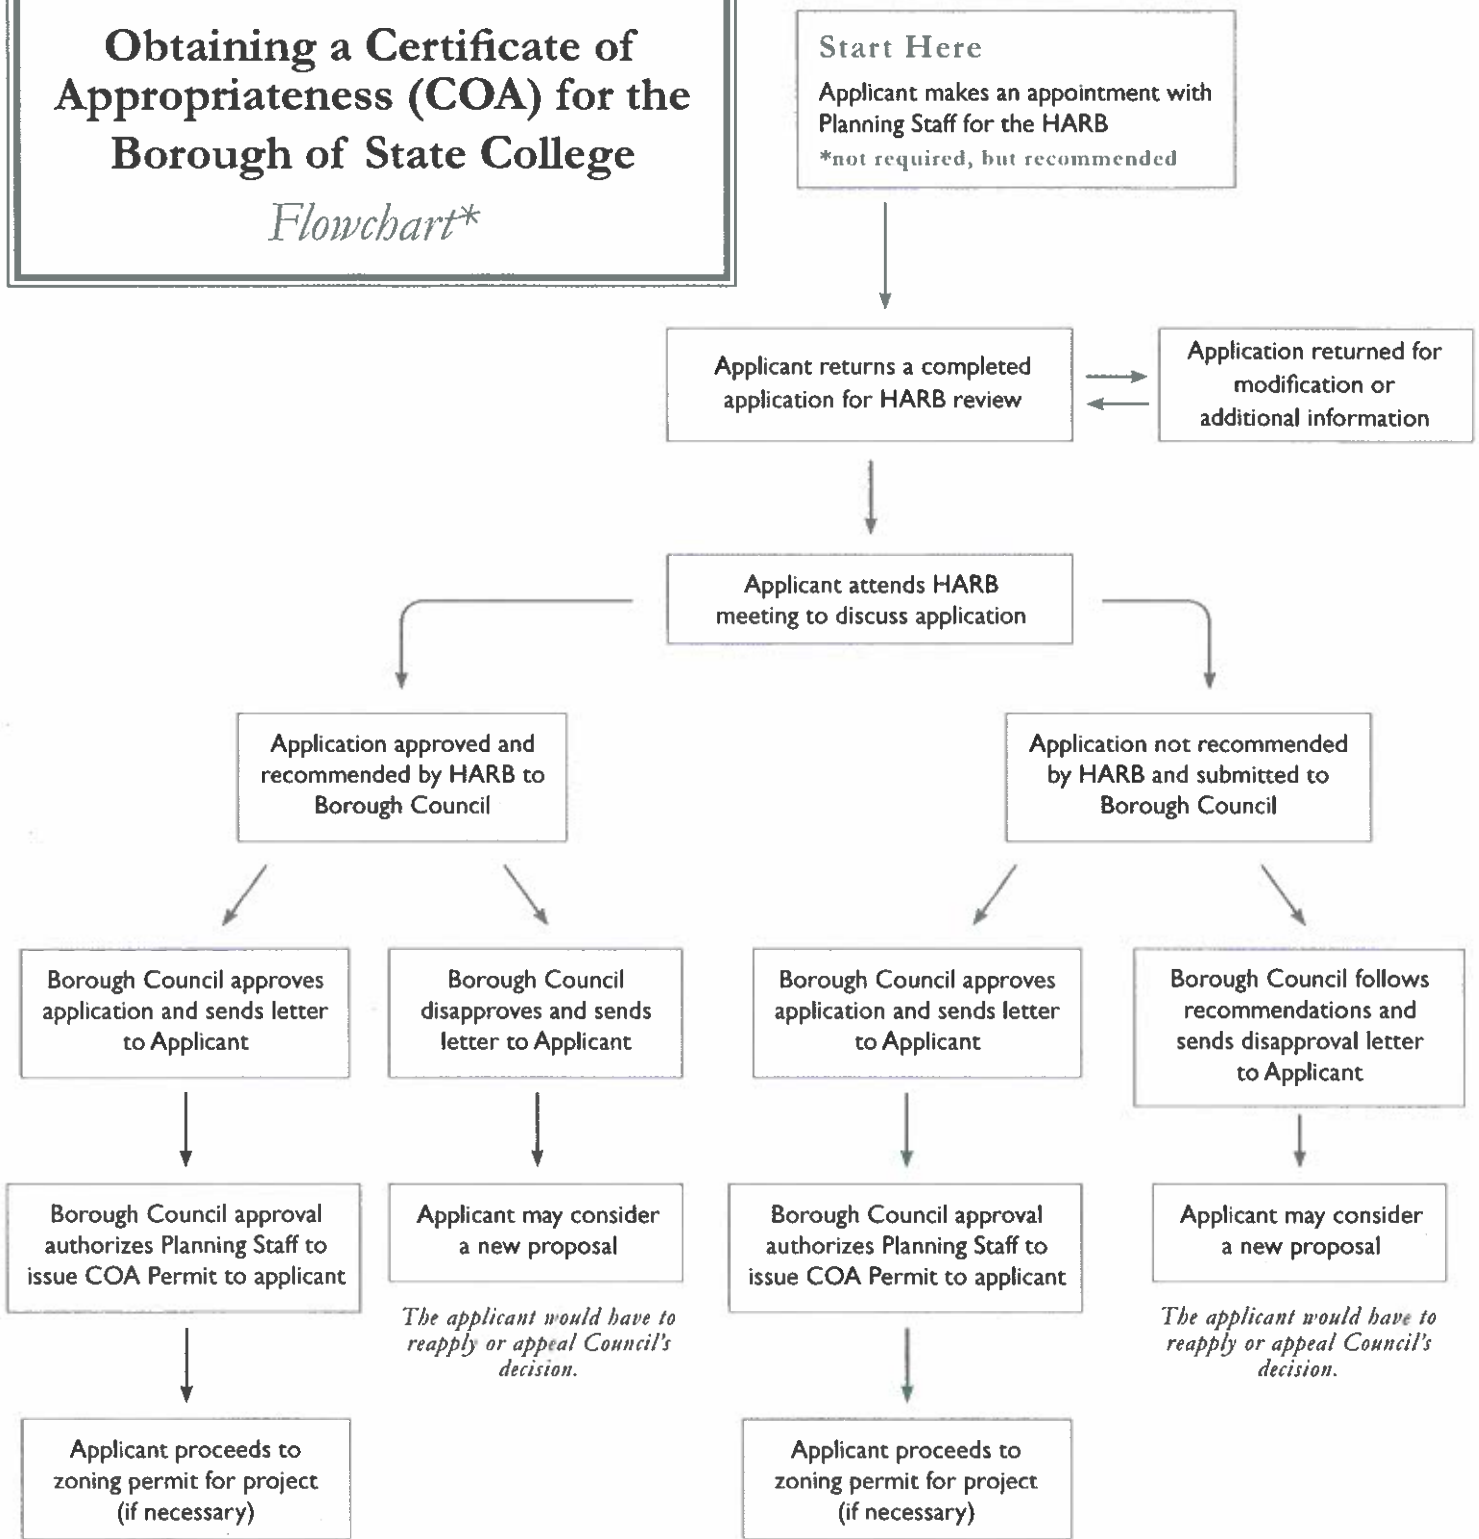 Obtaining a Certificate of
Appropriateness (COA) for the
Borough of State College
Flowchart*
Start Here
Applicant makes an appointment with
Planning Staff for the HARB
*not required, but recommended
Applicant returns a completed
application for HARB review
Application returned for
modification or
additional information
Applicant attends HARB
meeting to discuss application
Application approved and
recommended by HARB to
Borough Council
Application not recommended
by HARB and submitted to
Borough Council
Borough Council approves
application and sends letter
to Applicant
Borough Council
disapproves and sends
letter to Applicant
Borough Council approves
application and sends letter
to Applicant
Borough Council follows
recommendations and
sends disapproval letter
to Applicant
Borough Council approval
authorizes Planning Staff to
issue COA Permit to applicant
Applicant may consider
a new proposal
The applicant would have to
reapply or appeal Council's
decision.
Borough Council approval
authorizes Planning Staff to
issue COA Permit to applicant
Applicant may consider
a new proposal
The applicant would have to
reapply or appeal Council's
decision.
Applicant proceeds to
zoning permit for project
(if necessary)
Applicant proceeds to
zoning permit for project
(if necessary)